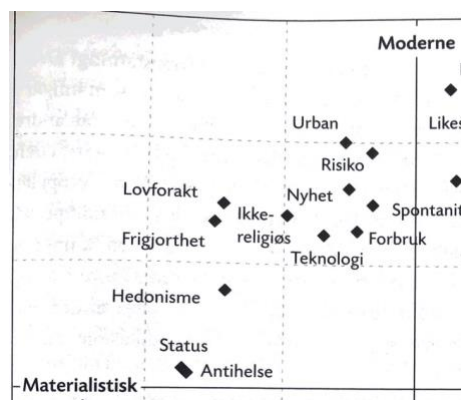 Moderne
Urban
Likes
Risiko
Lovforakt
Nyhet
Ikke-
religiøs
Spontanit
Frigjorthet
Forbruk
Teknologi
Hedonisme
Status
Antihelse
Materialistisk